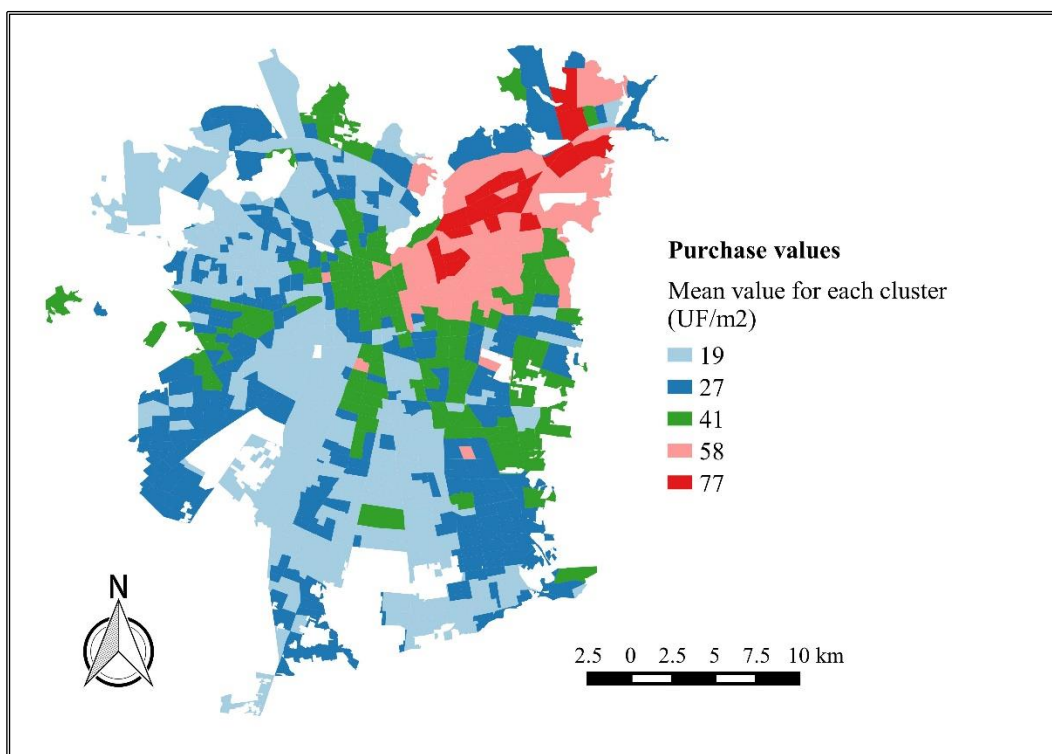 Purchase values
Mean value for each cluster
(UF/m2)
19
27
41
58
77
N
2.5 0 2.5 5 7.5 10 km